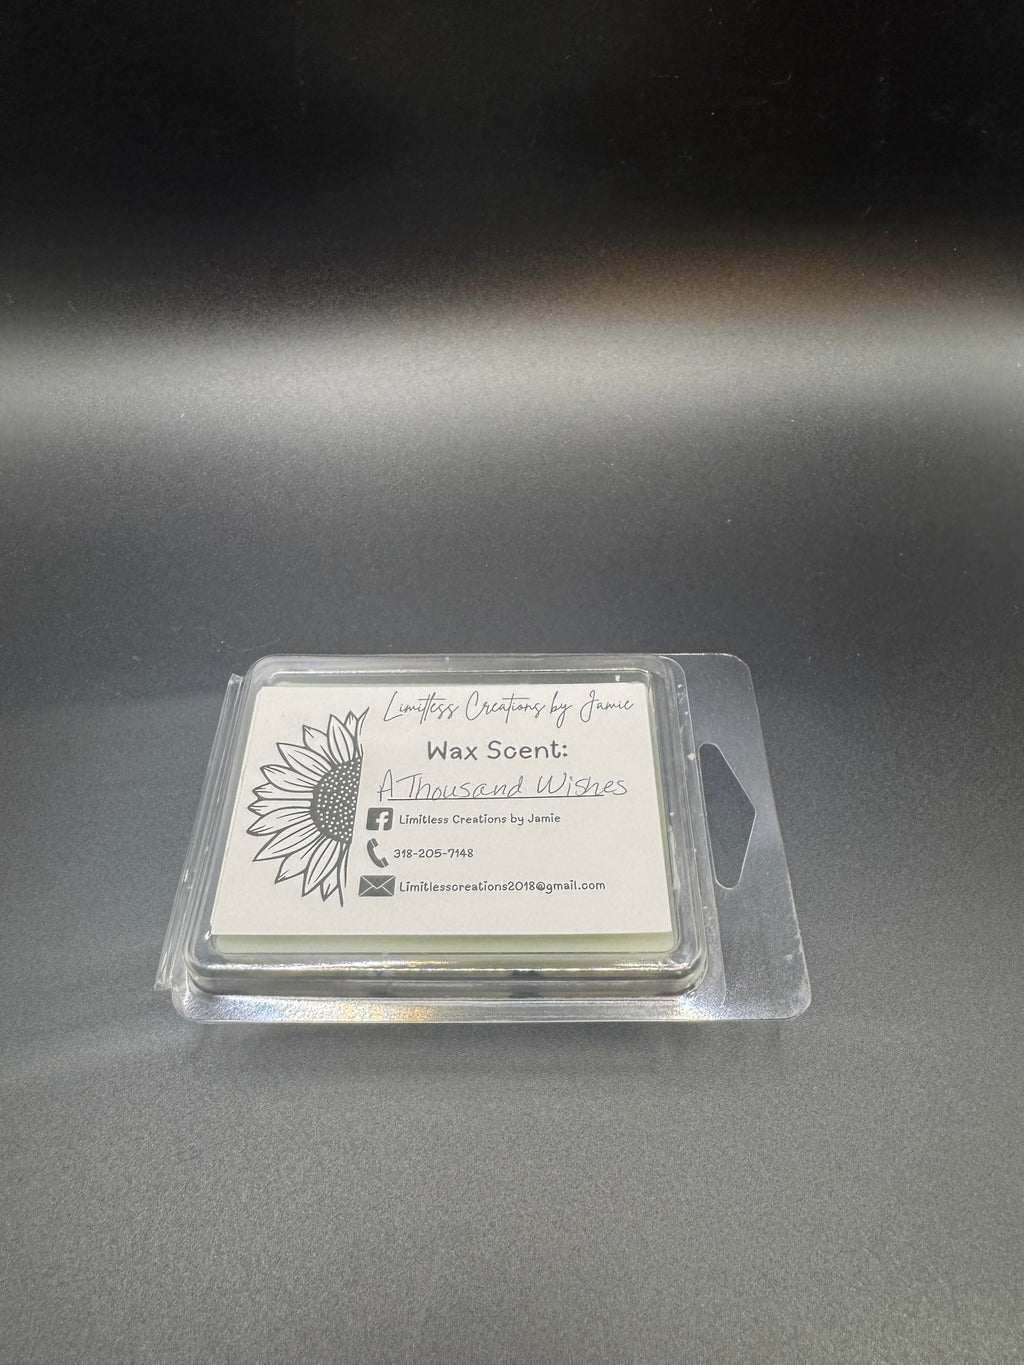 Limitless Creations by Jamie
Wax Scent:
A Thousand Wishes
Limitless Creations by Jamie
318-205-7148
Limitlesscreations2018@gmail.com